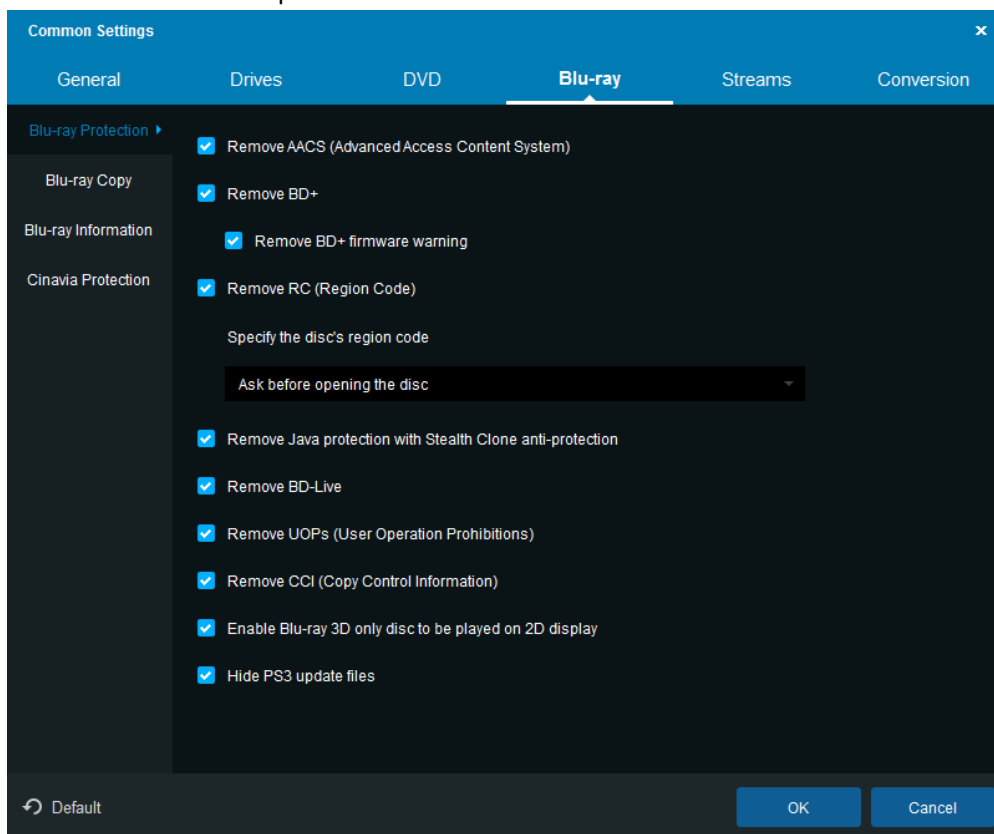 Common Settings
×
General Drives DVD Blu-ray Streams Conversion
Blu-ray Protection
Blu-ray Copy
Blu-ray Information
Cinavia Protection
Remove AACS (Advanced Access Content System)
Remove BD+
Remove BD+ firmware warning
Remove RC (Region Code)
Specify the disc's region code
Ask before opening the disc
Remove Java protection with Stealth Clone anti-protection
Remove BD-Live
Remove UOPs (User Operation Prohibitions)
Remove CCI (Copy Control Information)
Enable Blu-ray 3D only disc to be played on 2D display
Hide PS3 update files
Default
OK
Cancel